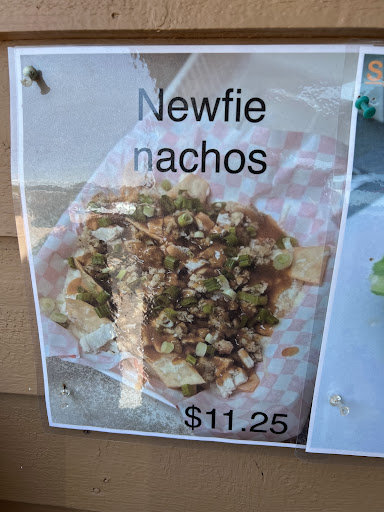 Newfie
nachos
$11.25
S